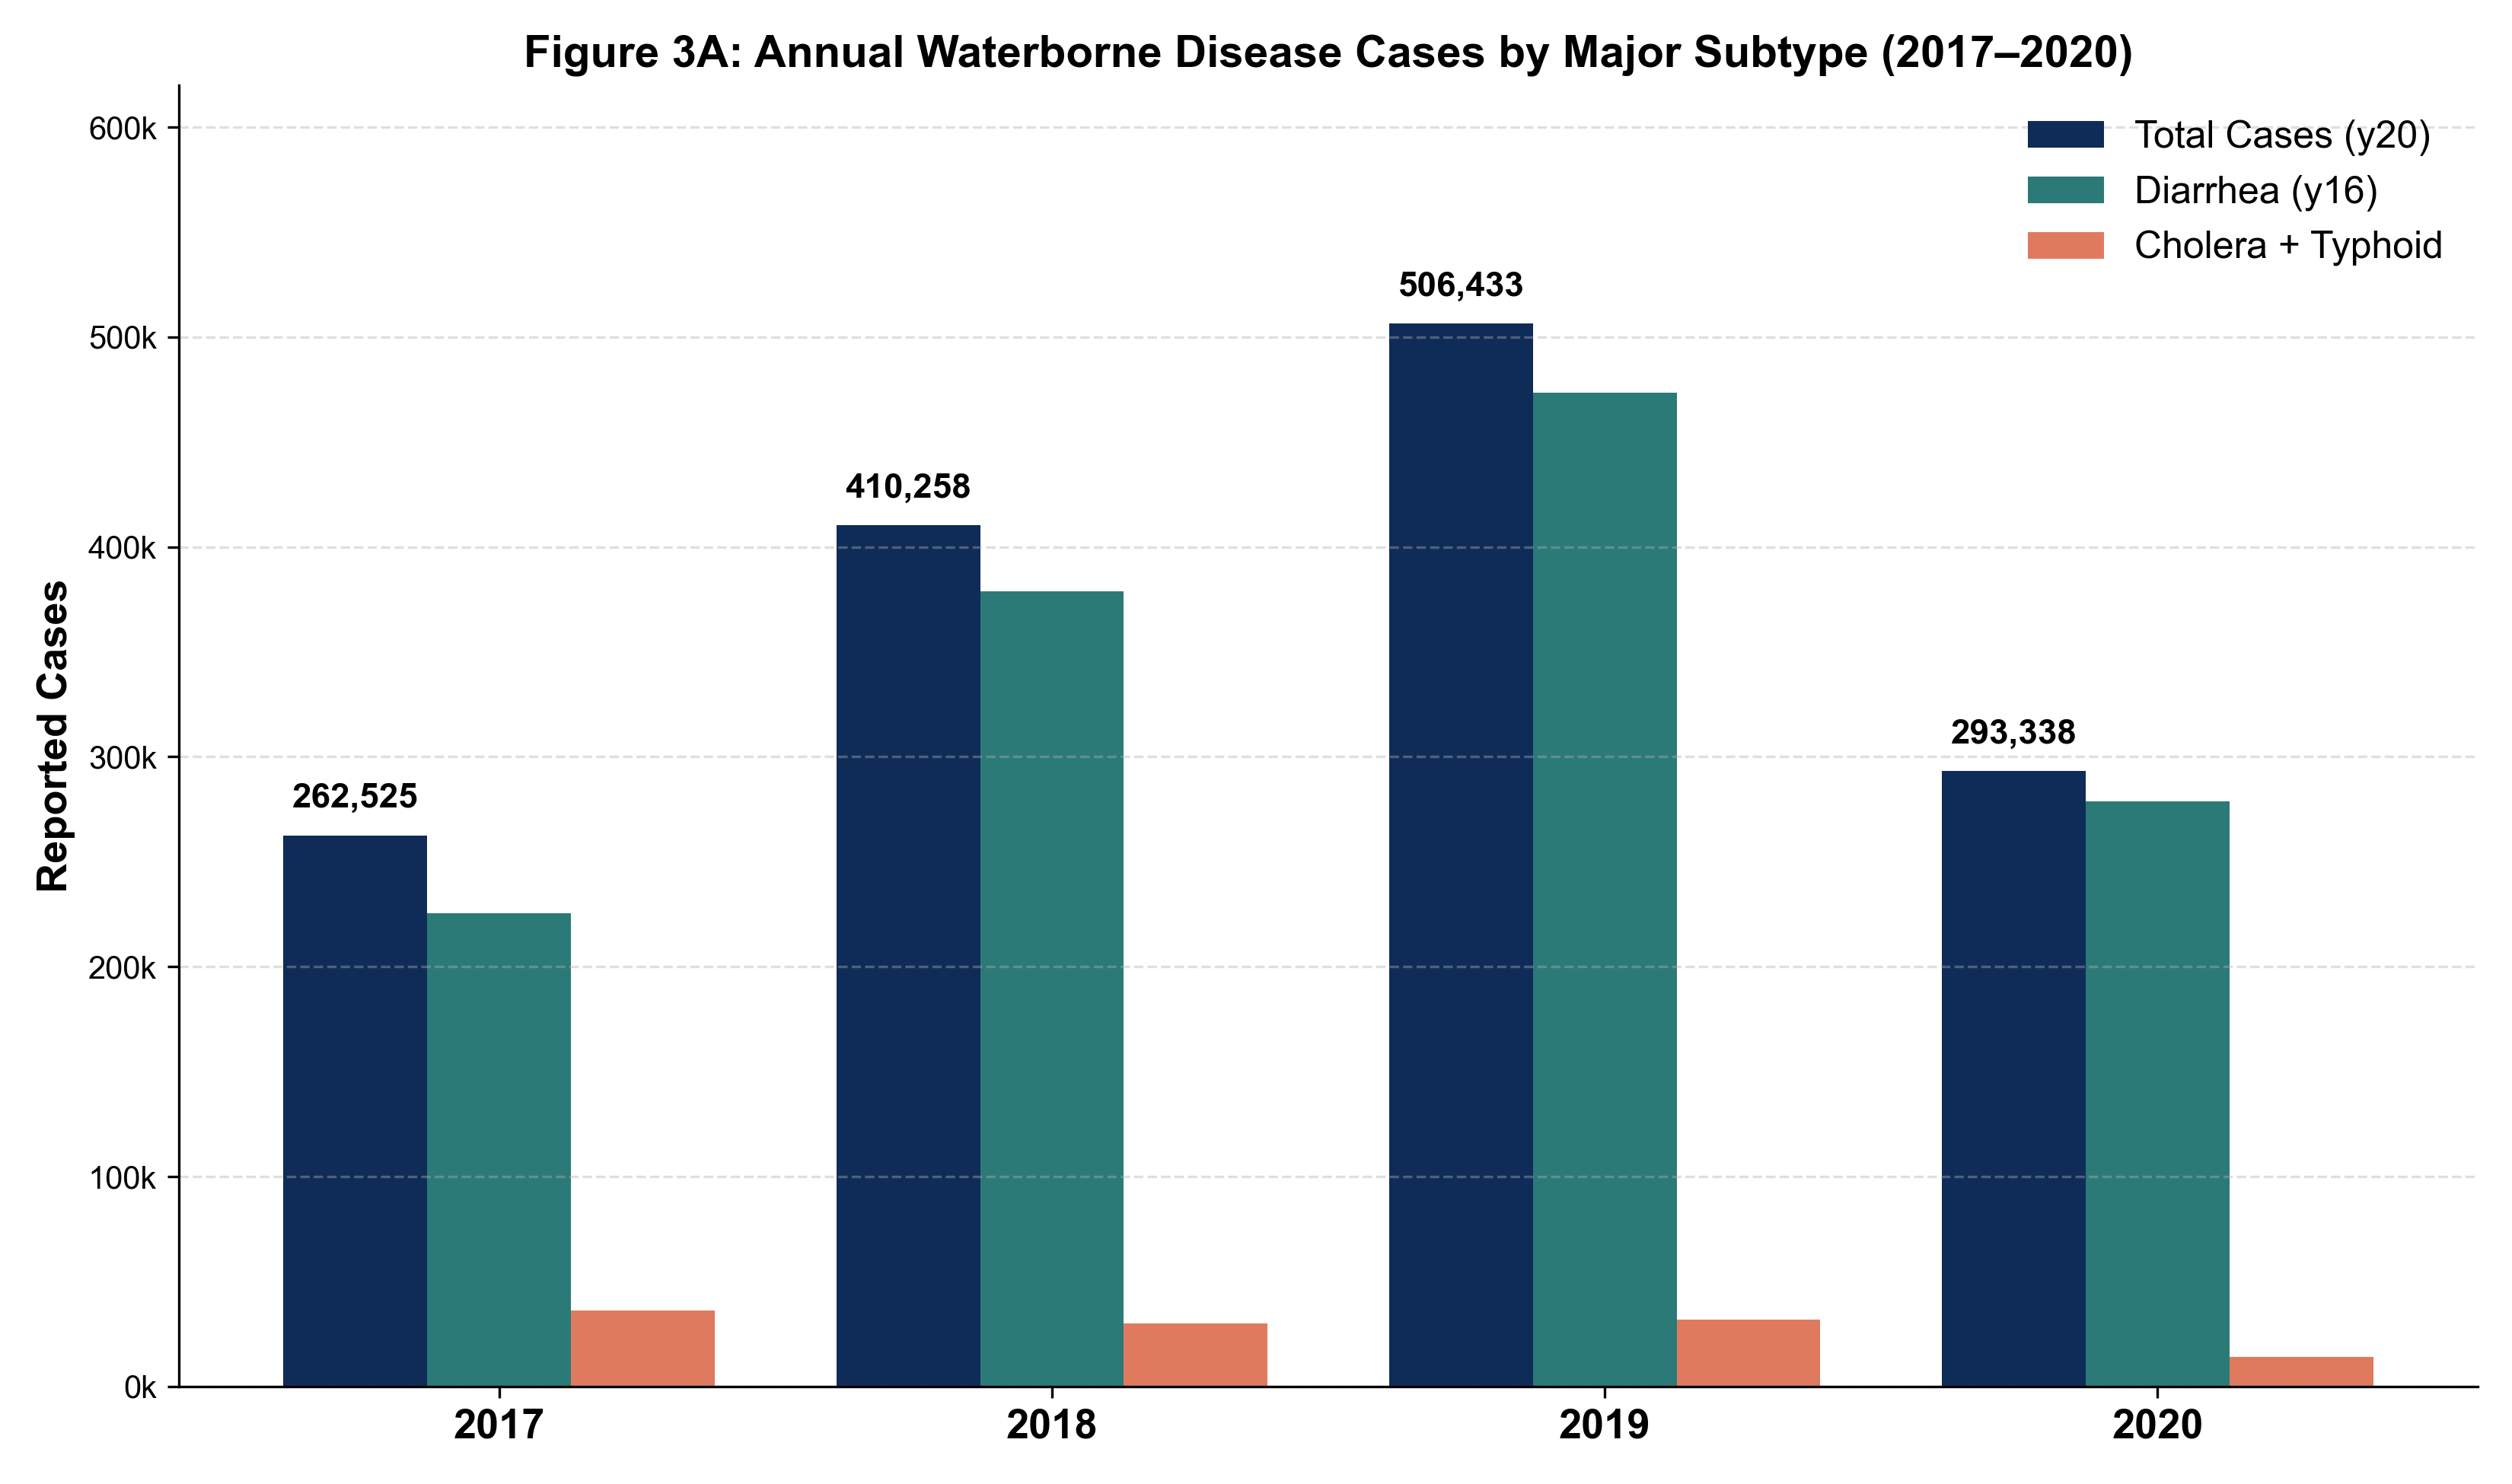 Figure 3A: Annual Waterborne Disease Cases by Major Subtype (2017–2020)
600k
500k
400k
300k
200k
100k
0k
Reported Cases
Total Cases (y20)
Diarrhea (y16)
Cholera + Typhoid
262,525
410,258
506,433
293,338
2017
2018
2019
2020